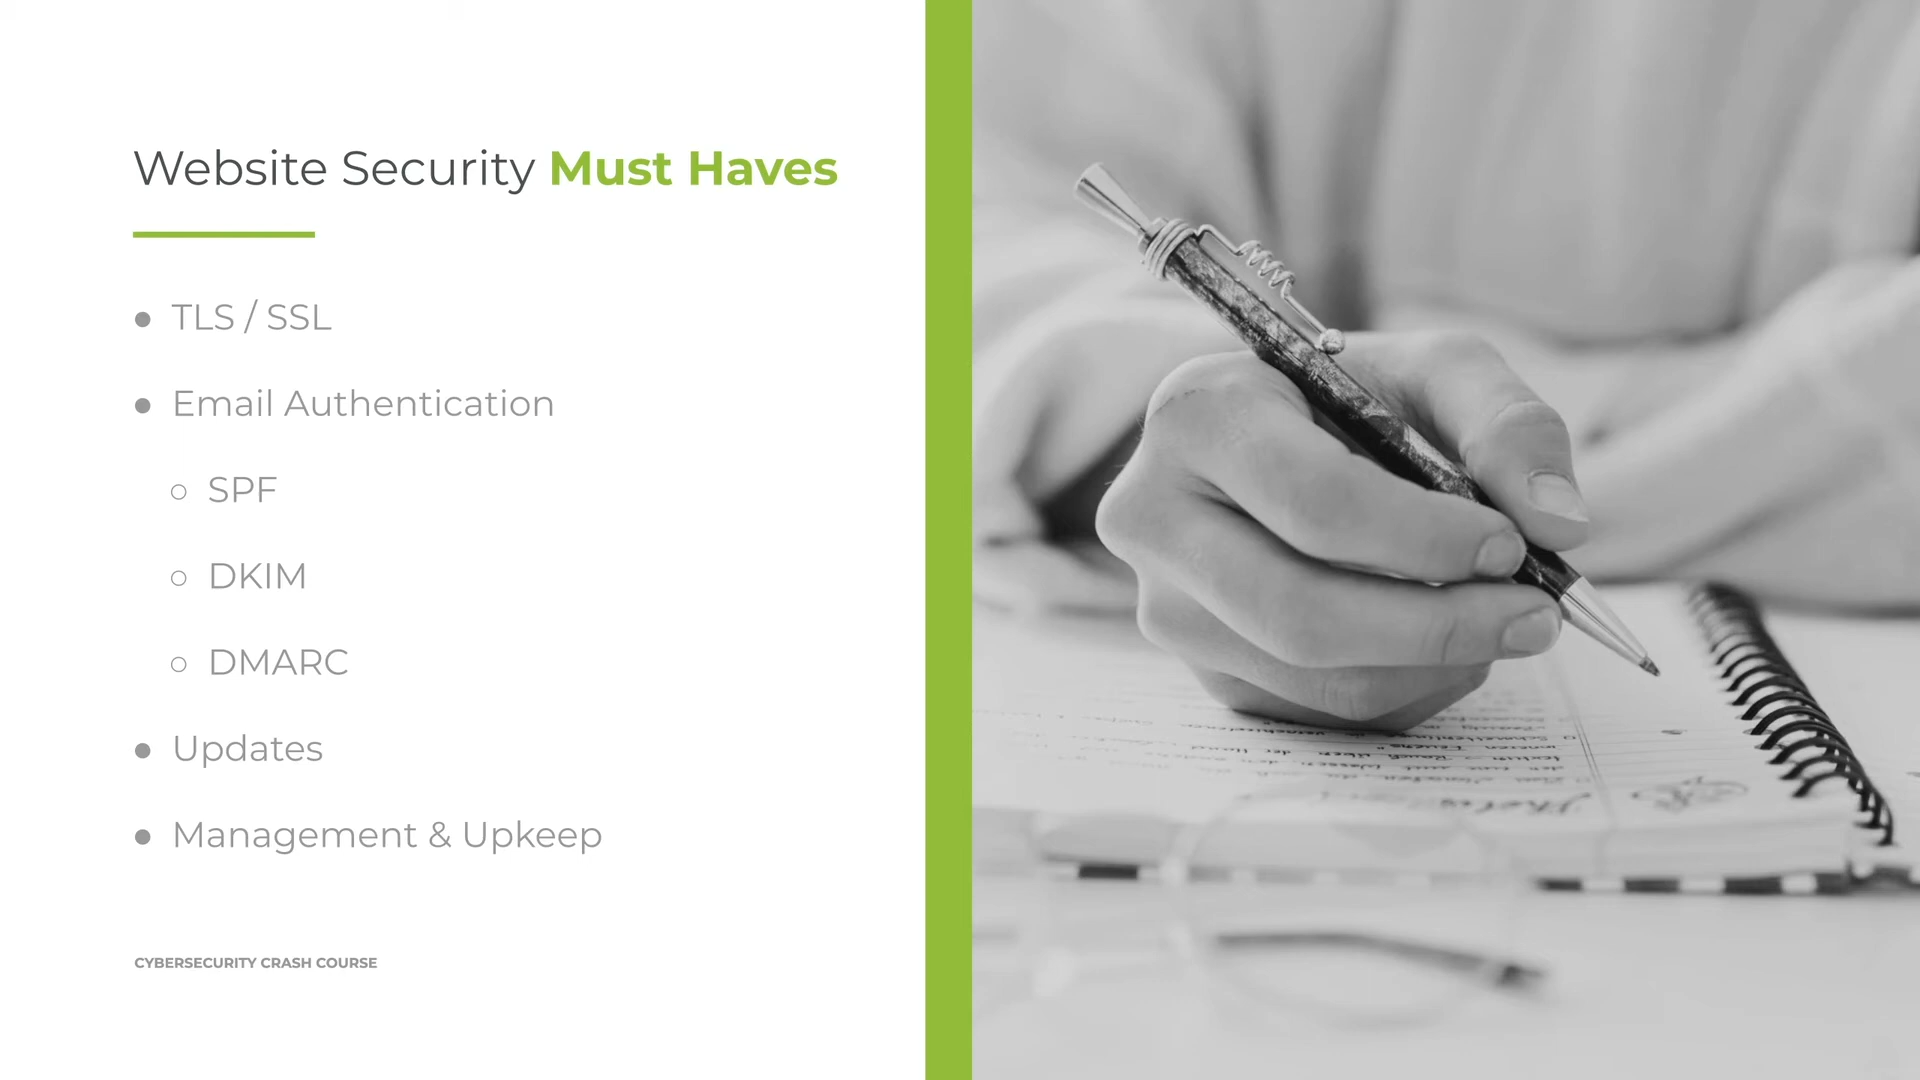 Website Security Must Haves
● TLS / SSL
● Email Authentication
○ SPF
○ DKIM
○ DMARC
● Updates
● Management & Upkeep
CYBERSECURITY CRASH COURSE